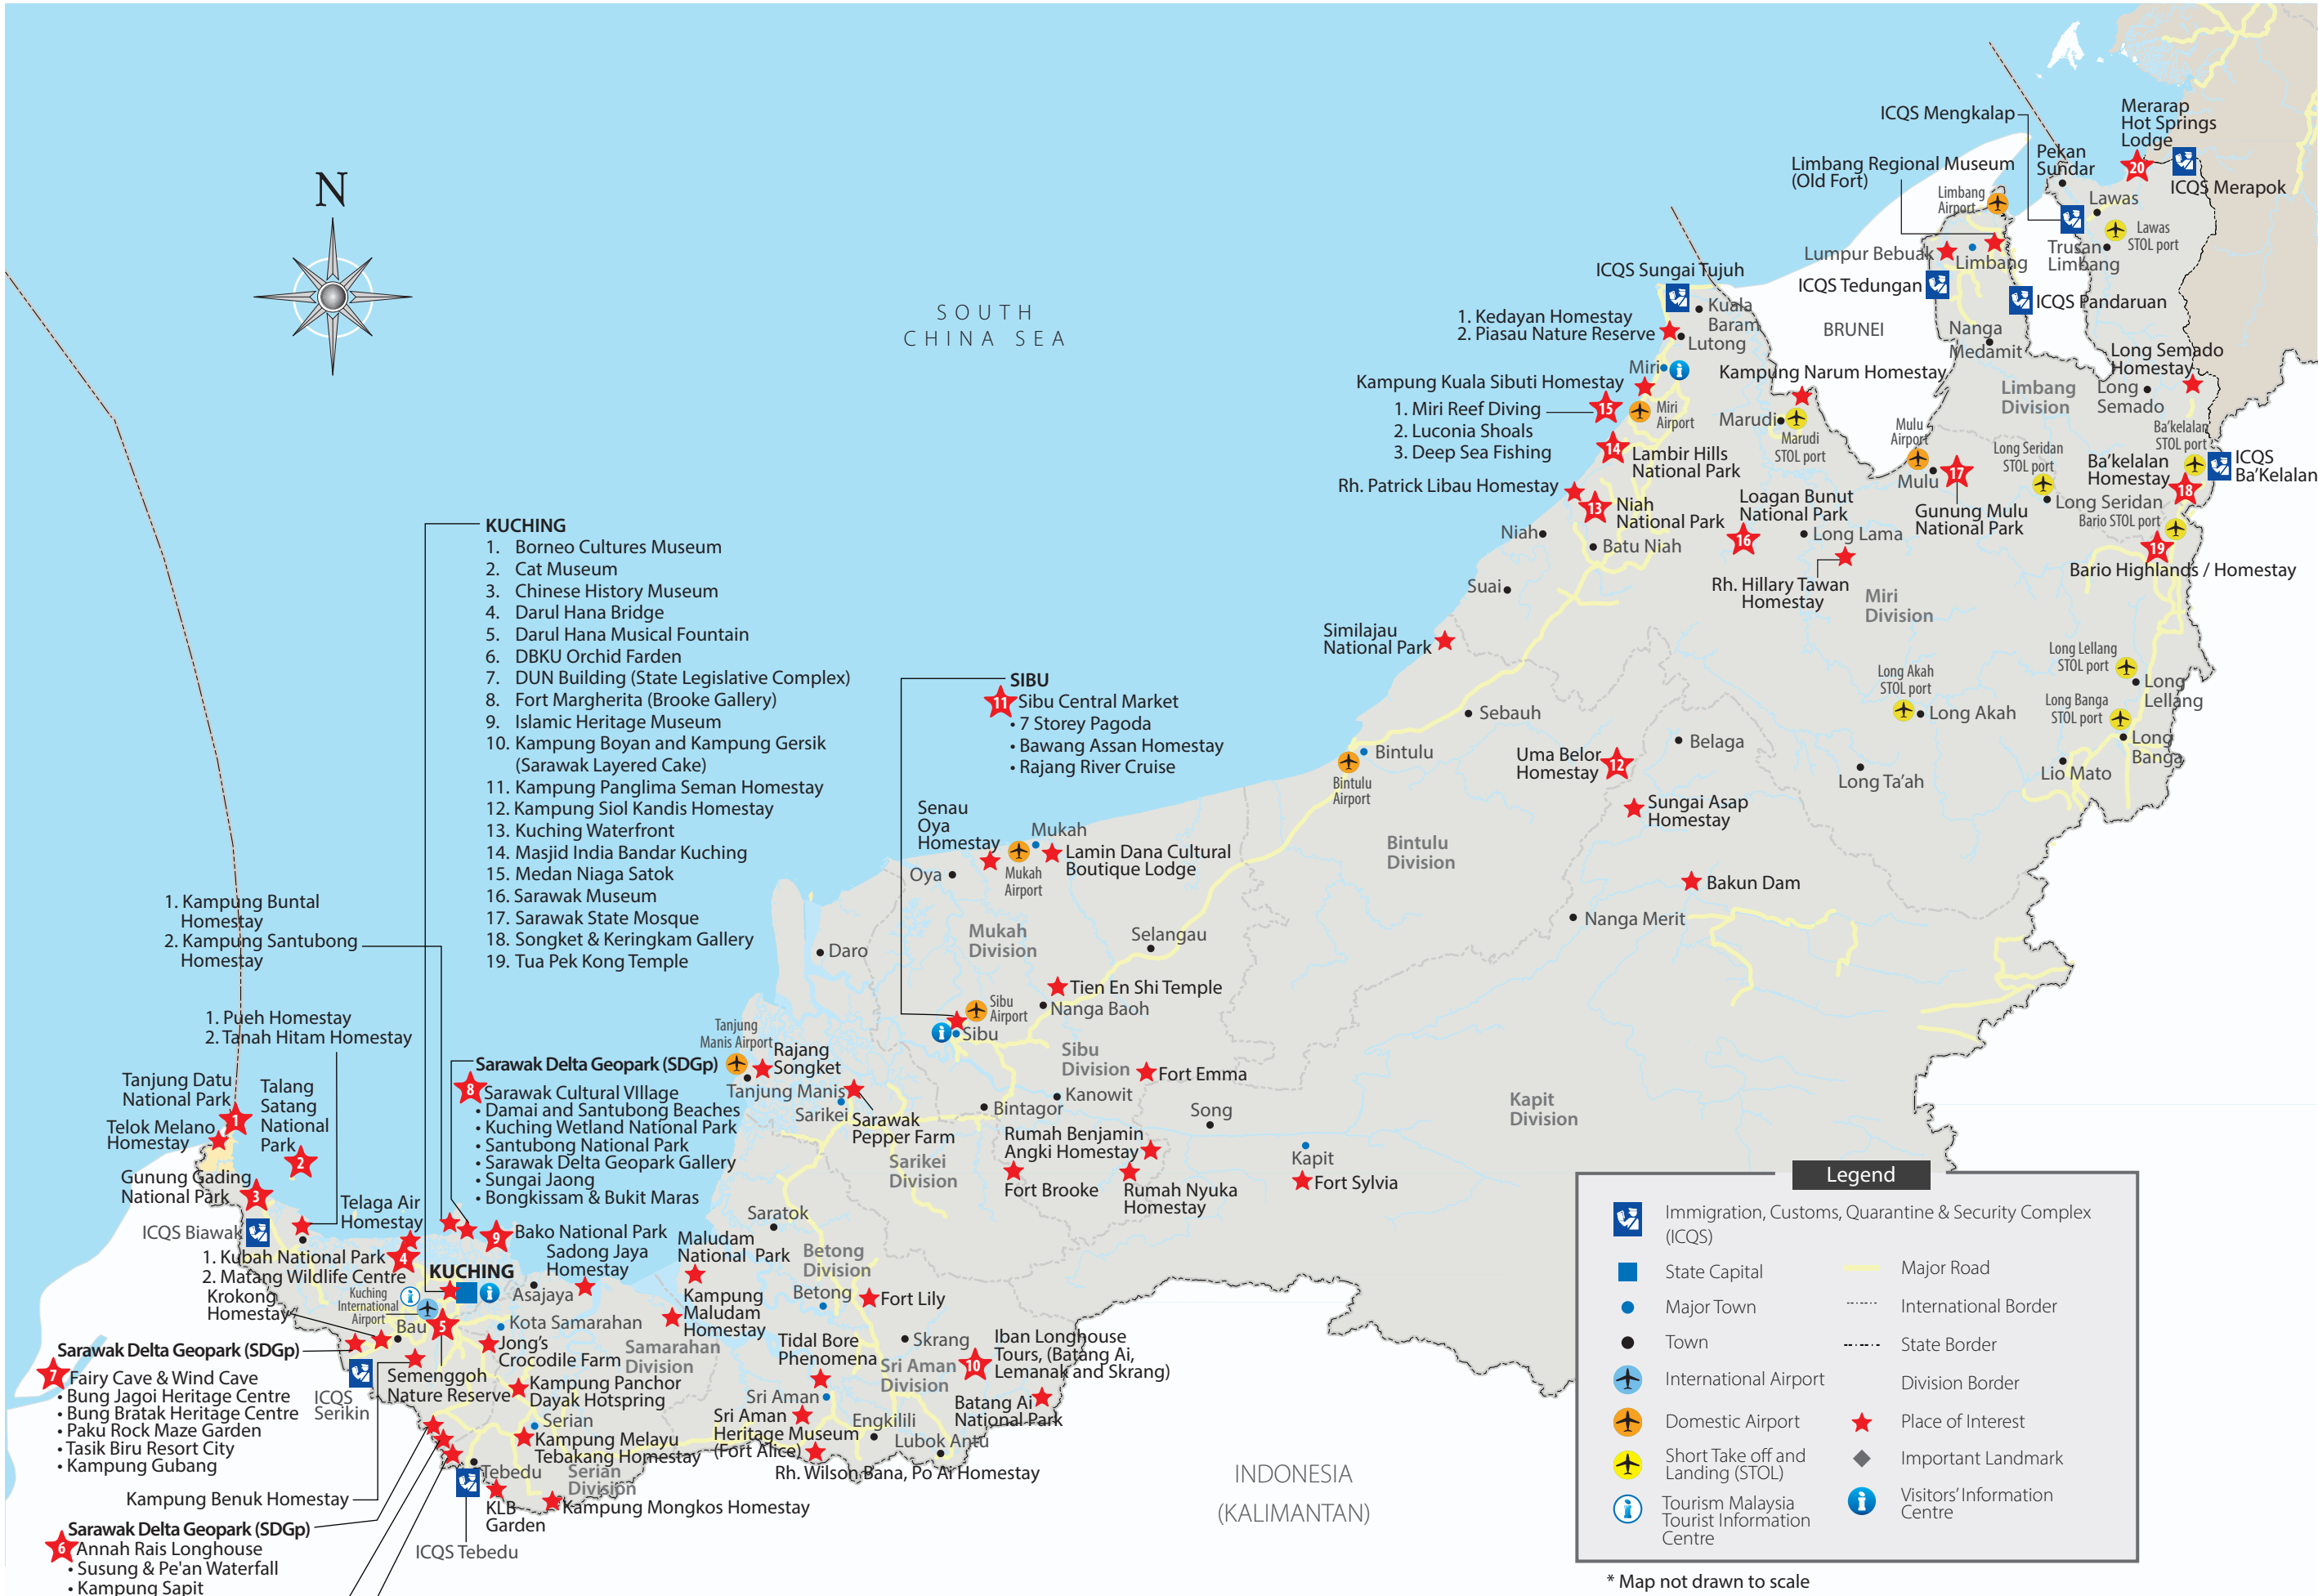 N
SOUTH
CHINA SEA
KUCHING
1. Borneo Cultures Museum
2. Cat Museum
3. Chinese History Museum
4. Darul Hana Bridge
5. Darul Hana Musical Fountain
6. DBKU Orchid Farden
7. DUN Building (State Legislative Complex)
8. Fort Margherita (Brooke Gallery)
9. Islamic Heritage Museum
10. Kampung Boyan and Kampung Gersik
(Sarawak Layered Cake)
11. Kampung Panglima Seman Homestay
12. Kampung Siol Kandis Homestay
13. Kuching Waterfront
14. Masjid India Bandar Kuching
15. Medan Niaga Satok
16. Sarawak Museum
17. Sarawak State Mosque
18. Songket & Keringkam Gallery
19. Tua Pek Kong Temple
SIBU
11 Sibu Central Market
• 7 Storey Pagoda
• Bawang Assan Homestay
• Rajang River Cruise
ICQS Mengkalap
Merarap
Hot Springs
Lodge
20
Pekan
Sundar
ICQS Merapok
Limbang Regional Museum
(Old Fort)
Limbang
Airport
Lawas
Lawas
STOL port
Trusan
Limbang
Lumpur Bebuak
Limbang
ICQS Tedungan
ICQS Pandaruan
BRUNEI
Nanga
Medamit
ICQS Sungai Tujuh
Kuala
Baram
1. Kedayan Homestay
2. Piasau Nature Reserve
Lutong
Miri
Kampung Kuala Sibuti Homestay
1. Miri Reef Diving
2. Luconia Shoals
3. Deep Sea Fishing
15
Miri
Airport
14
Lambir Hills
National Park
Kampung Narum Homestay
Marudi
Marudi
STOL port
Long Semado
Homestay
Long
Semado
Limbang
Division
Ba'kelalan
STOL port
ICQS
Ba'Kelalan
Ba'kelalan
Homestay
18
Mulu
Airport
Mulu
17
Gunung Mulu
National Park
Long Seridan
STOL port
Long Seridan
Bario STOL port
19
Bario Highlands / Homestay
Rh. Patrick Libau Homestay
13
Niah
National Park
Niah
Batu Niah
Loagan Bunut
National Park
16
Long Lama
Rh. Hillary Tawan
Homestay
Miri
Division
Suai
Similajau
National Park
Long Lellang
STOL port
Long
Lellang
Long Akah
STOL port
Long Akah
Long Banga
STOL port
Long
Banga
Lio Mato
Long Ta'ah
Sebauh
Belaga
Bintulu
Bintulu
Airport
Uma Belor
Homestay
12
Sungai Asap
Homestay
Bintulu
Division
Bakun Dam
Nanga Merit
Senau
Oya
Homestay
Mukah
Mukah
Airport
Lamin Dana Cultural
Boutique Lodge
Oya
Mukah
Division
Selangau
Daro
Tien En Shi Temple
Nanga Baoh
Sibu
Airport
Sibu
Sibu
Division
Fort Emma
Kanowit
Bintagor
Song
Rumah Benjamin
Angki Homestay
Fort Brooke
Rumah Nyuka
Homestay
Kapit
Fort Sylvia
Kapit
Division
Tanjung
Manis Airport
Rajang
Songket
Tanjung Manis
Sarikei
Sarawak
Pepper Farm
Sarikei
Division
1. Kampung Buntal
Homestay
2. Kampung Santubong
Homestay
1. Pueh Homestay
2. Tanah Hitam Homestay
Sarawak Delta Geopark (SDGp)
8 Sarawak Cultural VIllage
• Damai and Santubong Beaches
• Kuching Wetland National Park
• Santubong National Park
• Sarawak Delta Geopark Gallery
• Sungai Jaong
• Bongkissam & Bukit Maras
Tanjung Datu
National Park
1
Talang
Satang
National
Park
2
Telok Melano
Homestay
Gunung Gading
National Park
3
ICQS Biawak
Telaga Air
Homestay
9 Bako National Park
1. Kubah National Park
2. Matang Wildlife Centre
4
KUCHING
Krokong
Homestay
Kuching
International
Airport
Bau
5
Asajaya
Sadong Jaya
Homestay
Maludam
National Park
Kampung
Maludam
Homestay
Kota Samarahan
Samarahan
Division
Jong's
Crocodile Farm
Semenggoh
Nature Reserve
Kampung Panchor
Dayak Hotspring
Serian
Kampung Melayu
Tebakang Homestay
Serian
Division
Tebedu
KLB
Garden
Kampung Mongkos Homestay
ICQS Tebedu
ICQS
Serikin
Sarawak Delta Geopark (SDGp)
7 Fairy Cave & Wind Cave
• Bung Jagoi Heritage Centre
• Bung Bratak Heritage Centre
• Paku Rock Maze Garden
• Tasik Biru Resort City
• Kampung Gubang
Kampung Benuk Homestay
Sarawak Delta Geopark (SDGp)
6 Annah Rais Longhouse
• Susung & Pe'an Waterfall
• Kampung Sapit
Saratok
Betong
Division
Betong
Fort Lily
Skrang
Tidal Bore
Phenomena
Sri Aman
Division
Sri Aman
Sri Aman
Heritage Museum
(Fort Alice)
Engkilili
Lubok Antu
Rh. Wilson Bana, Po Ai Homestay
10
Iban Longhouse
Tours, (Batang Ai,
Lemanak and Skrang)
Batang Ai
National Park
INDONESIA
(KALIMANTAN)
Legend
Immigration, Customs, Quarantine & Security Complex
(ICQS)
State Capital
Major Town
Town
International Airport
Domestic Airport
Short Take off and
Landing (STOL)
Tourism Malaysia
Tourist Information
Centre
Major Road
International Border
State Border
Division Border
Place of Interest
Important Landmark
Visitors' Information
Centre
* Map not drawn to scale